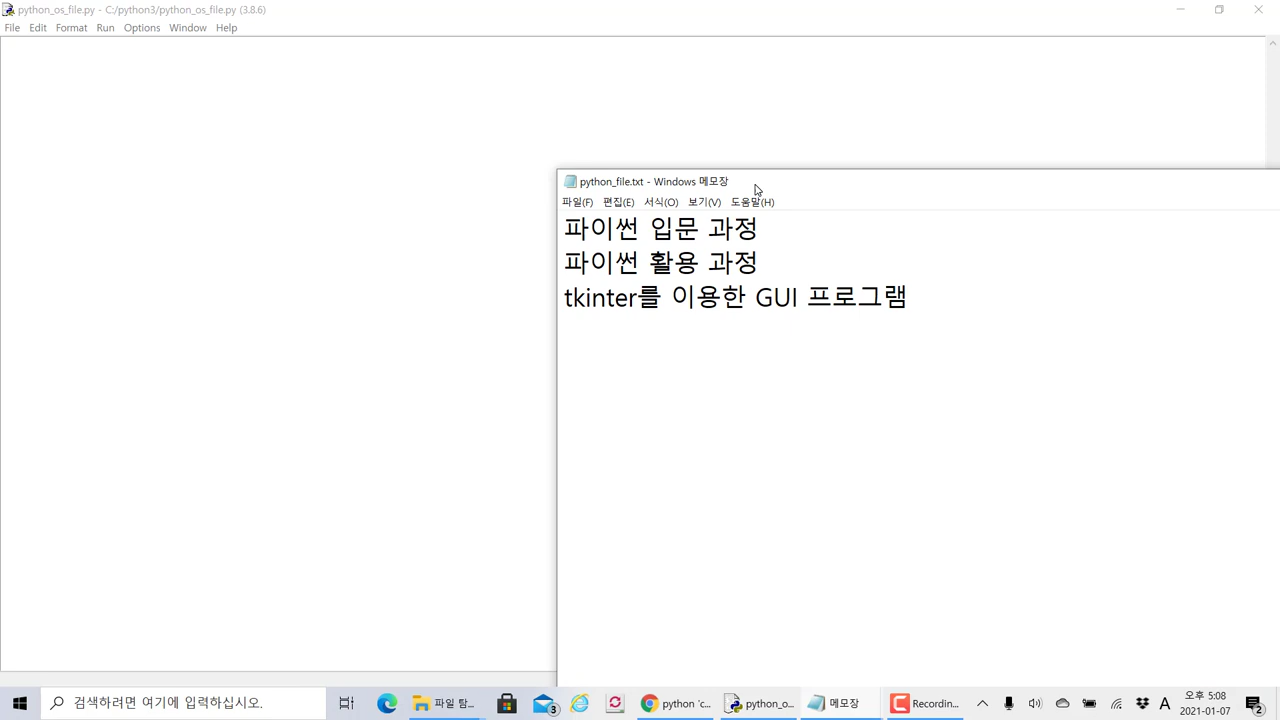 python_os_file.py - C:/python3/python_os_file.py (3.8.6)
File Edit Format Run Options Window Help
python_file.txt - Windows 메모장
파일(F) 편집(E) 서식(O) 보기(V) 도움말(H)
파이썬 입문 과정
파이썬 활용 과정
tkinter를 이용한 GUI 프로그램
검색하려면 여기에 입력하십시오.
3
파일 탐...
python 'c...
python_o...
메모장
Recordin...
A
오후 5:08
2021-01-07
2